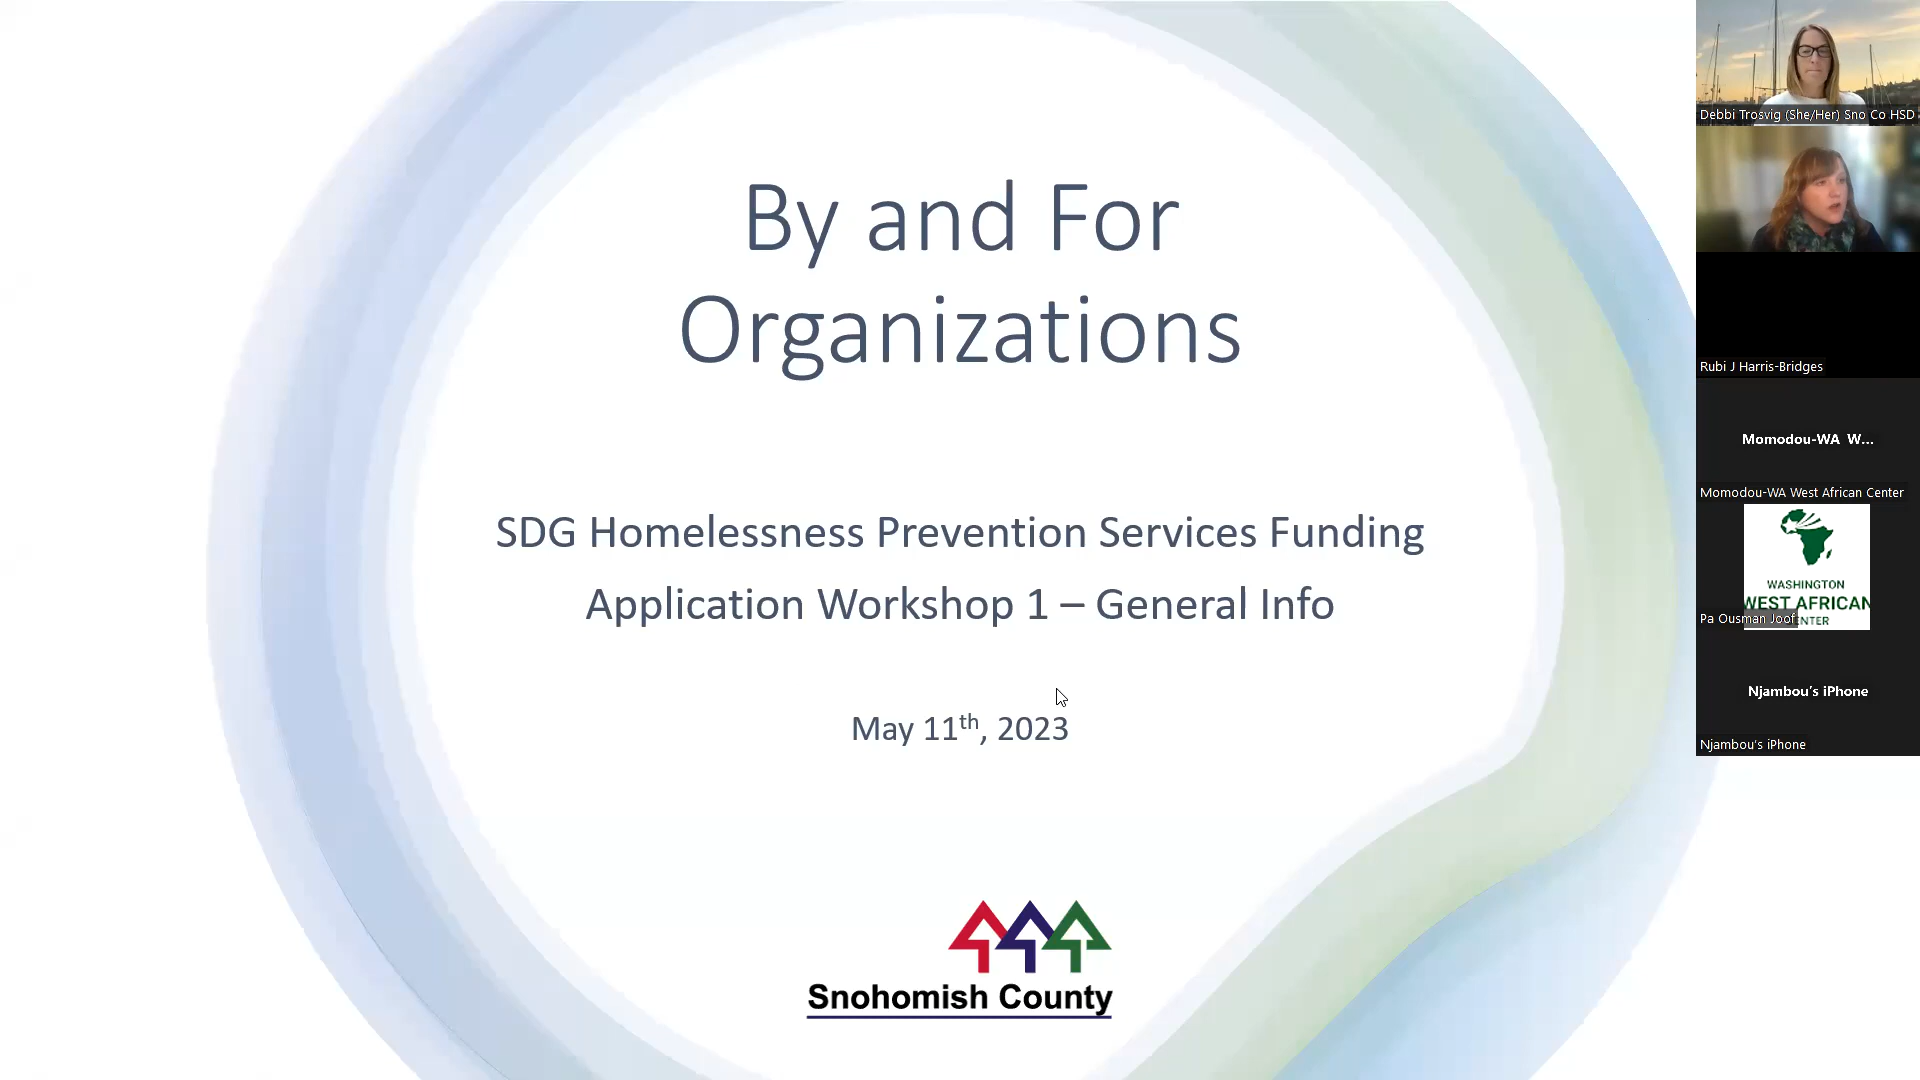 By and For
Organizations
SDG Homelessness Prevention Services Funding
Application Workshop 1 – General Info
May 11th, 2023
Snohomish County
Debbi Trosvig (She/Her) Sno Co HSD
Rubi J Harris-Bridges
Momodou-WA W...
Momodou-WA West African Center
WASHINGTON
WEST AFRICAN
CENTER
Pa Ousman Joof
Njambou's iPhone
Njambou's iPhone